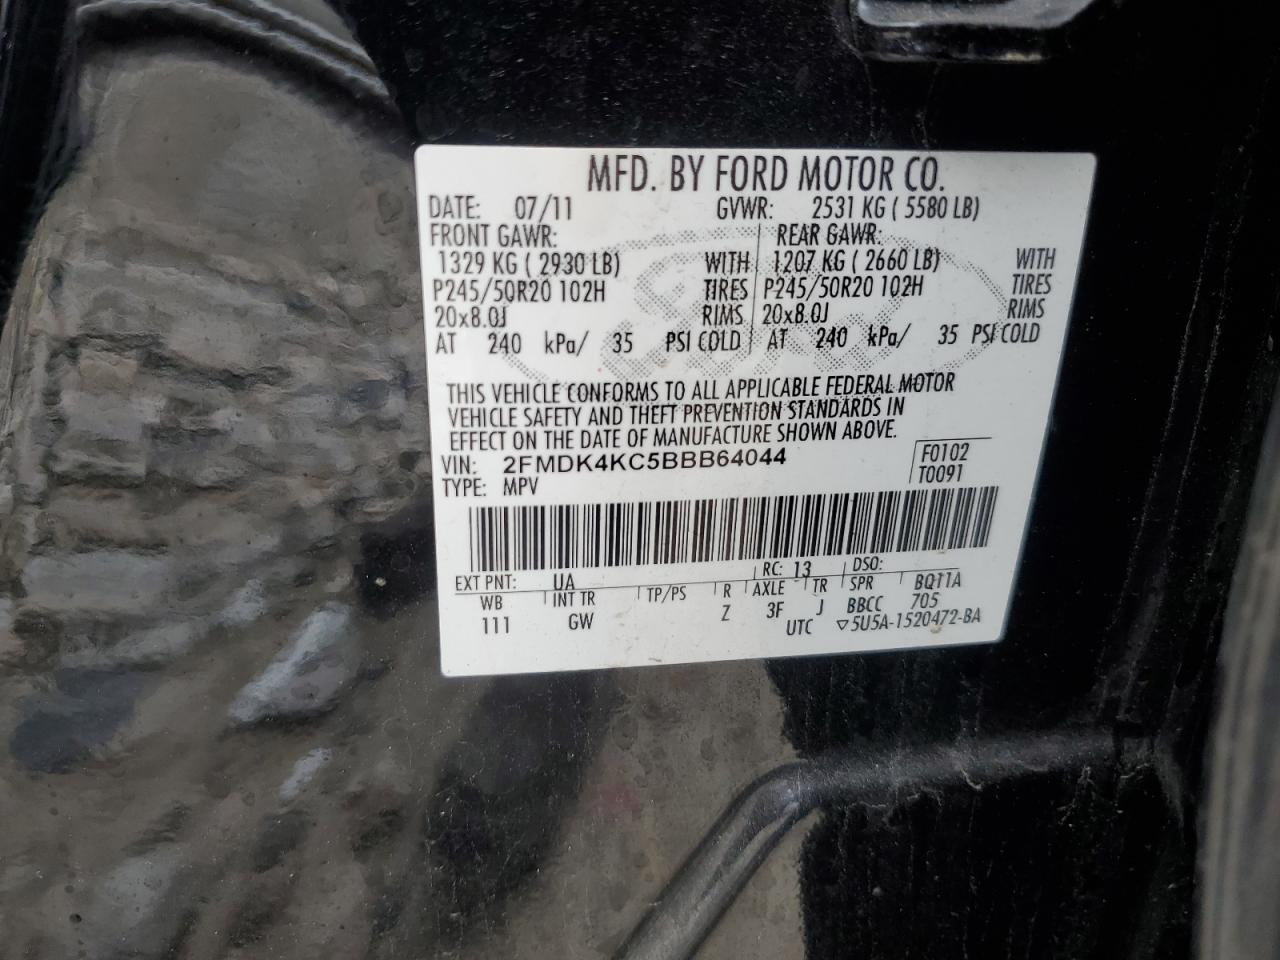 MFD. BY FORD MOTOR CO.
DATE: 07/11 GVWR: 2531 KG ( 5580 LB)
FRONT GAWR: REAR GAWR:
1329 KG ( 2930 LB) WITH 1207 KG ( 2660 LB) WITH
P245/50R20 102H TIRES P245/50R20 102H TIRES
20x8.0J RIMS 20x8.0J RIMS
AT 240 kPa/ 35 PSI COLD AT 240 kPa/ 35 PSI COLD
THIS VEHICLE CONFORMS TO ALL APPLICABLE FEDERAL MOTOR
VEHICLE SAFETY AND THEFT PREVENTION STANDARDS IN
EFFECT ON THE DATE OF MANUFACTURE SHOWN ABOVE.
VIN: 2FMDK4KC5BBB64044 F0102
TYPE: MPV T0091
EXT PNT: UA RC: 13 DSO:
WB INT TR TP/PS R AXLE TR SPR BQ11A
111 GW Z 3F J BBCC 705
UTC ▽5U5A-1520472-BA